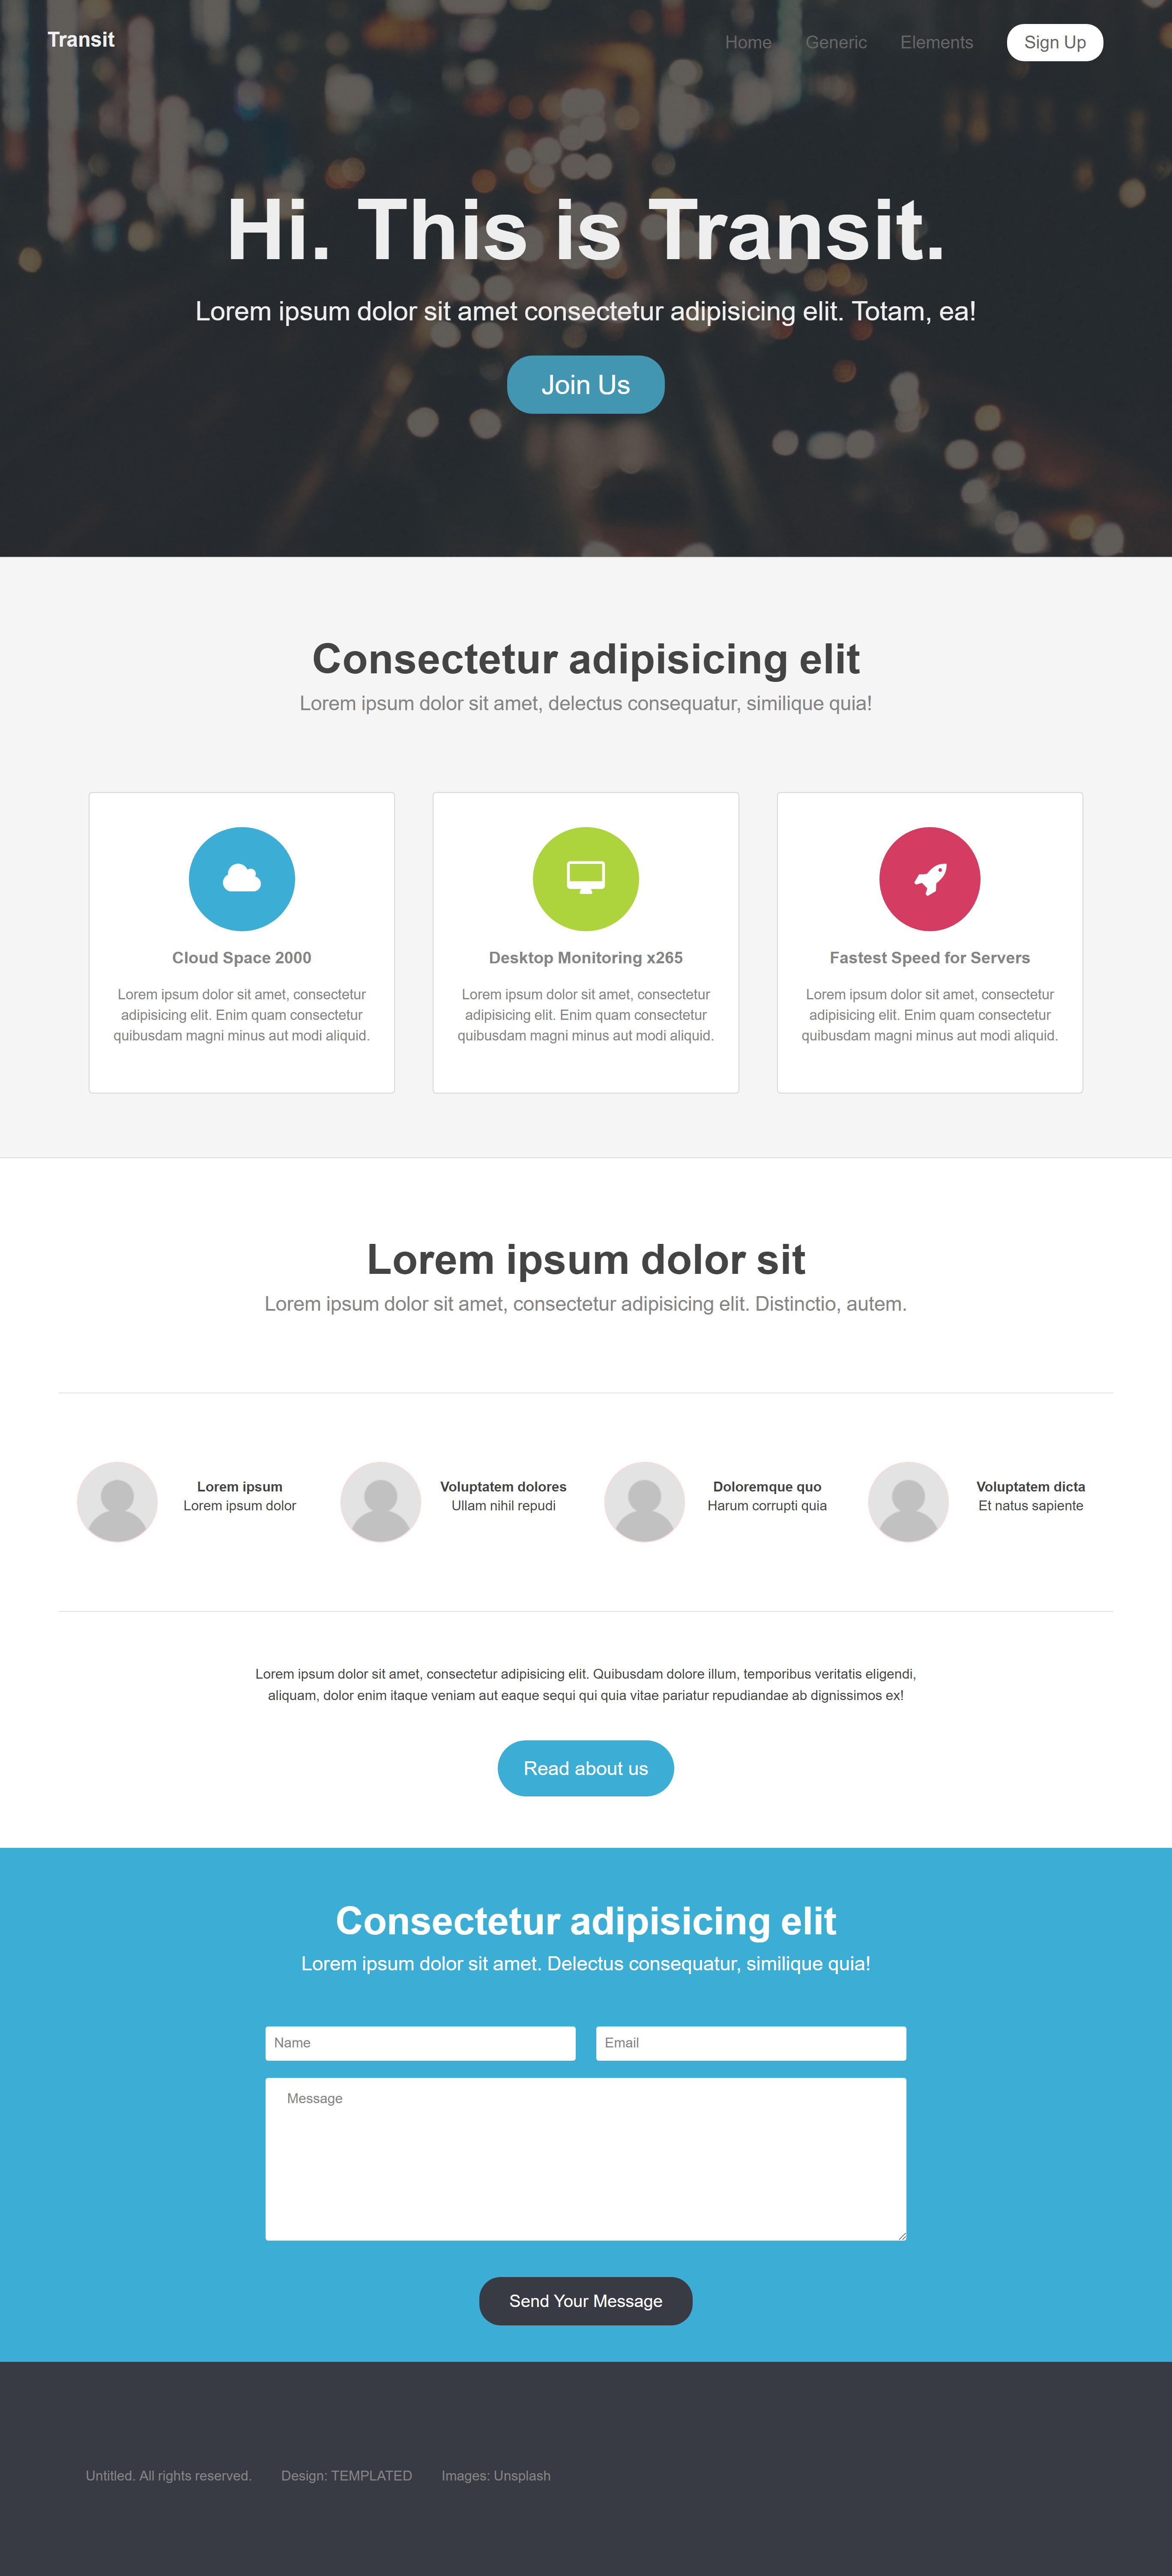 Transit
Home Generic Elements Sign Up
Hi. This is Transit.
Lorem ipsum dolor sit amet consectetur adipisicing elit. Totam, ea!
Join Us
Consectetur adipisicing elit
Lorem ipsum dolor sit amet, delectus consequatur, similique quia!
Cloud Space 2000
Lorem ipsum dolor sit amet, consectetur
adipisicing elit. Enim quam consectetur
quibusdam magni minus aut modi aliquid.
Desktop Monitoring x265
Lorem ipsum dolor sit amet, consectetur
adipisicing elit. Enim quam consectetur
quibusdam magni minus aut modi aliquid.
Fastest Speed for Servers
Lorem ipsum dolor sit amet, consectetur
adipisicing elit. Enim quam consectetur
quibusdam magni minus aut modi aliquid.
Lorem ipsum dolor sit
Lorem ipsum dolor sit amet, consectetur adipisicing elit. Distinctio, autem.
Lorem ipsum
Lorem ipsum dolor
Voluptatem dolores
Ullam nihil repudi
Doloremque quo
Harum corrupti quia
Voluptatem dicta
Et natus sapiente
Lorem ipsum dolor sit amet, consectetur adipisicing elit. Quibusdam dolore illum, temporibus veritatis eligendi,
aliquam, dolor enim itaque veniam aut eaque sequi qui quia vitae pariatur repudiandae ab dignissimos ex!
Read about us
Consectetur adipisicing elit
Lorem ipsum dolor sit amet. Delectus consequatur, similique quia!
Name
Email
Message
Send Your Message
Untitled. All rights reserved. Design: TEMPLATED Images: Unsplash